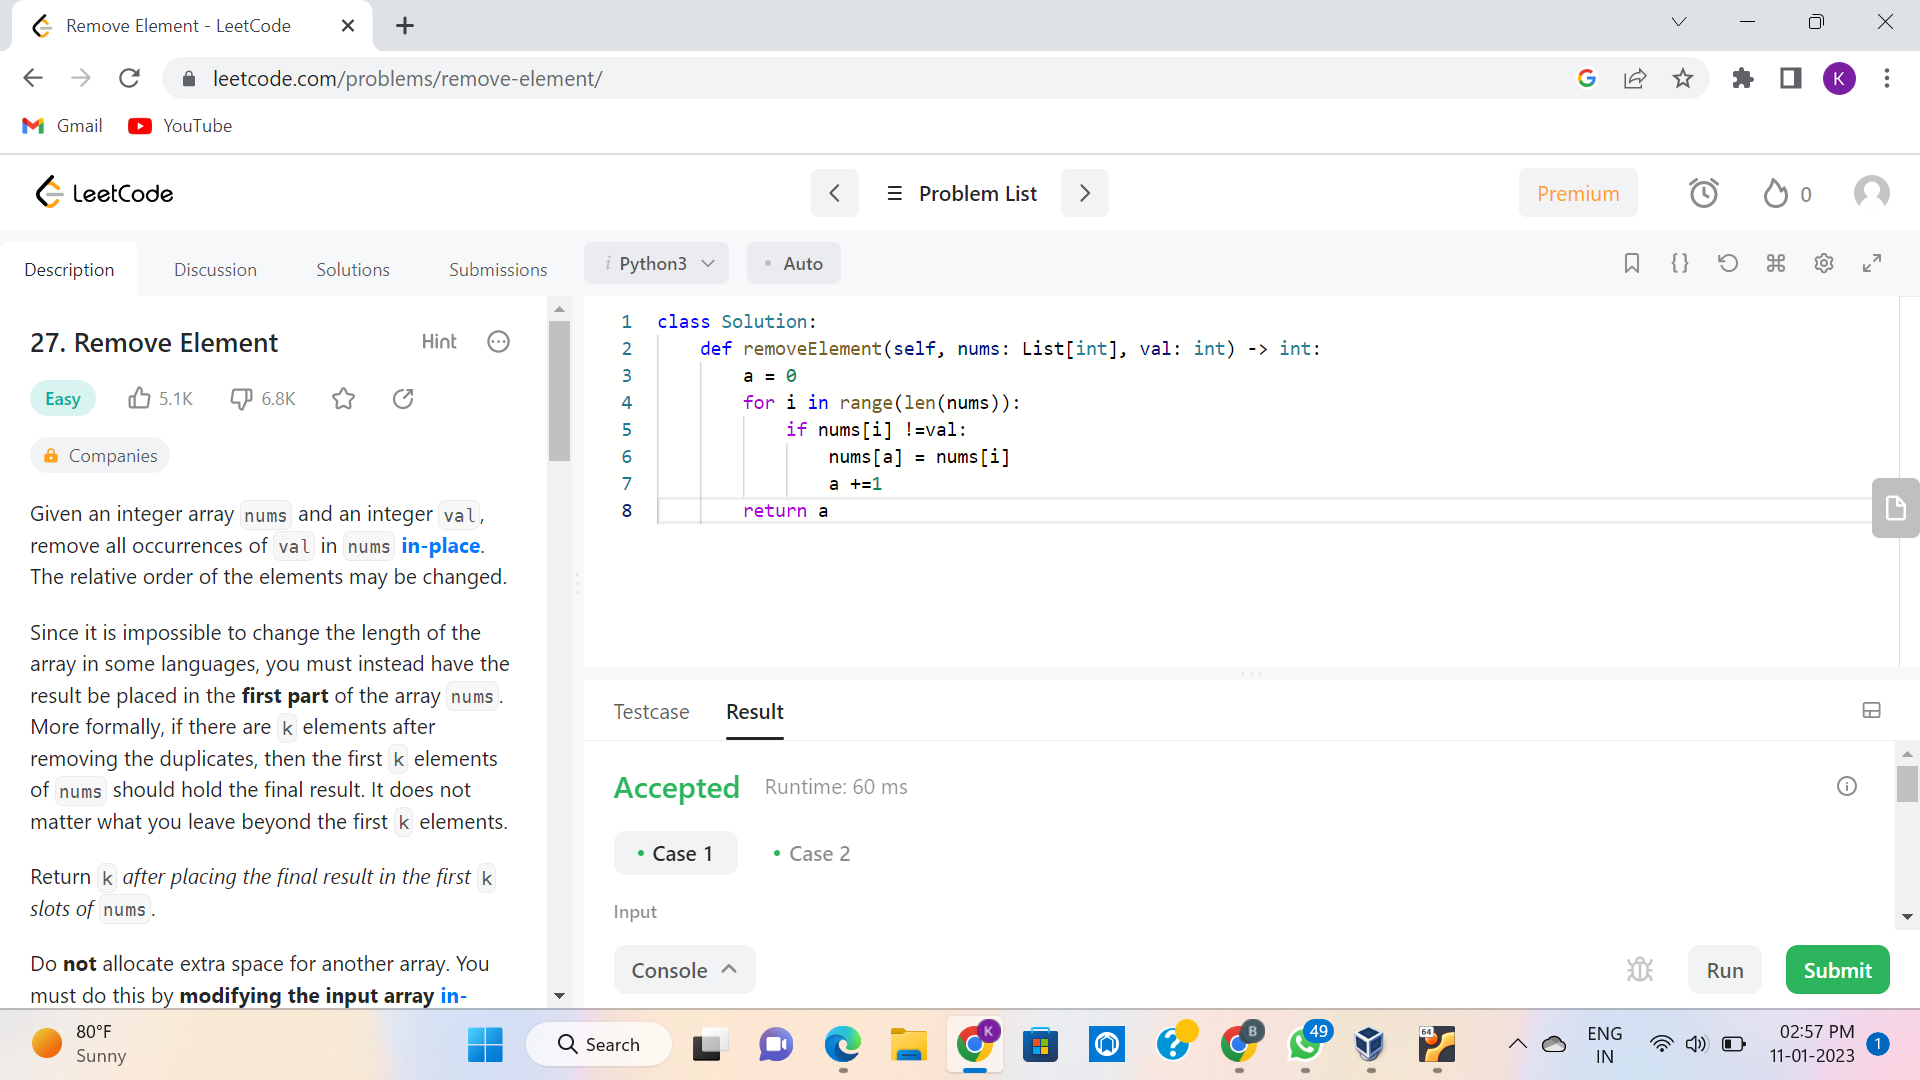 Remove Element - LeetCode
leetcode.com/problems/remove-element/
K
Gmail YouTube
LeetCode
Problem List
Premium
0
Description Discussion Solutions Submissions
i Python3 • Auto
27. Remove Element
Hint
Easy 5.1K 6.8K
Companies
Given an integer array nums and an integer val,
remove all occurrences of val in nums in-place.
The relative order of the elements may be changed.
Since it is impossible to change the length of the
array in some languages, you must instead have the
result be placed in the first part of the array nums.
More formally, if there are k elements after
removing the duplicates, then the first k elements
of nums should hold the final result. It does not
matter what you leave beyond the first k elements.
Return k after placing the final result in the first k
slots of nums.
Do not allocate extra space for another array. You
must do this by modifying the input array in-
1 class Solution:
2 def removeElement(self, nums: List[int], val: int) -> int:
3 a = 0
4 for i in range(len(nums)):
5 if nums[i] !=val:
6 nums[a] = nums[i]
7 a +=1
8 return a
Testcase Result
Accepted Runtime: 60 ms
• Case 1 • Case 2
Input
Console
Run Submit
80°F
Sunny
Search
K
B
49
64
ENG
IN
02:57 PM
11-01-2023
1